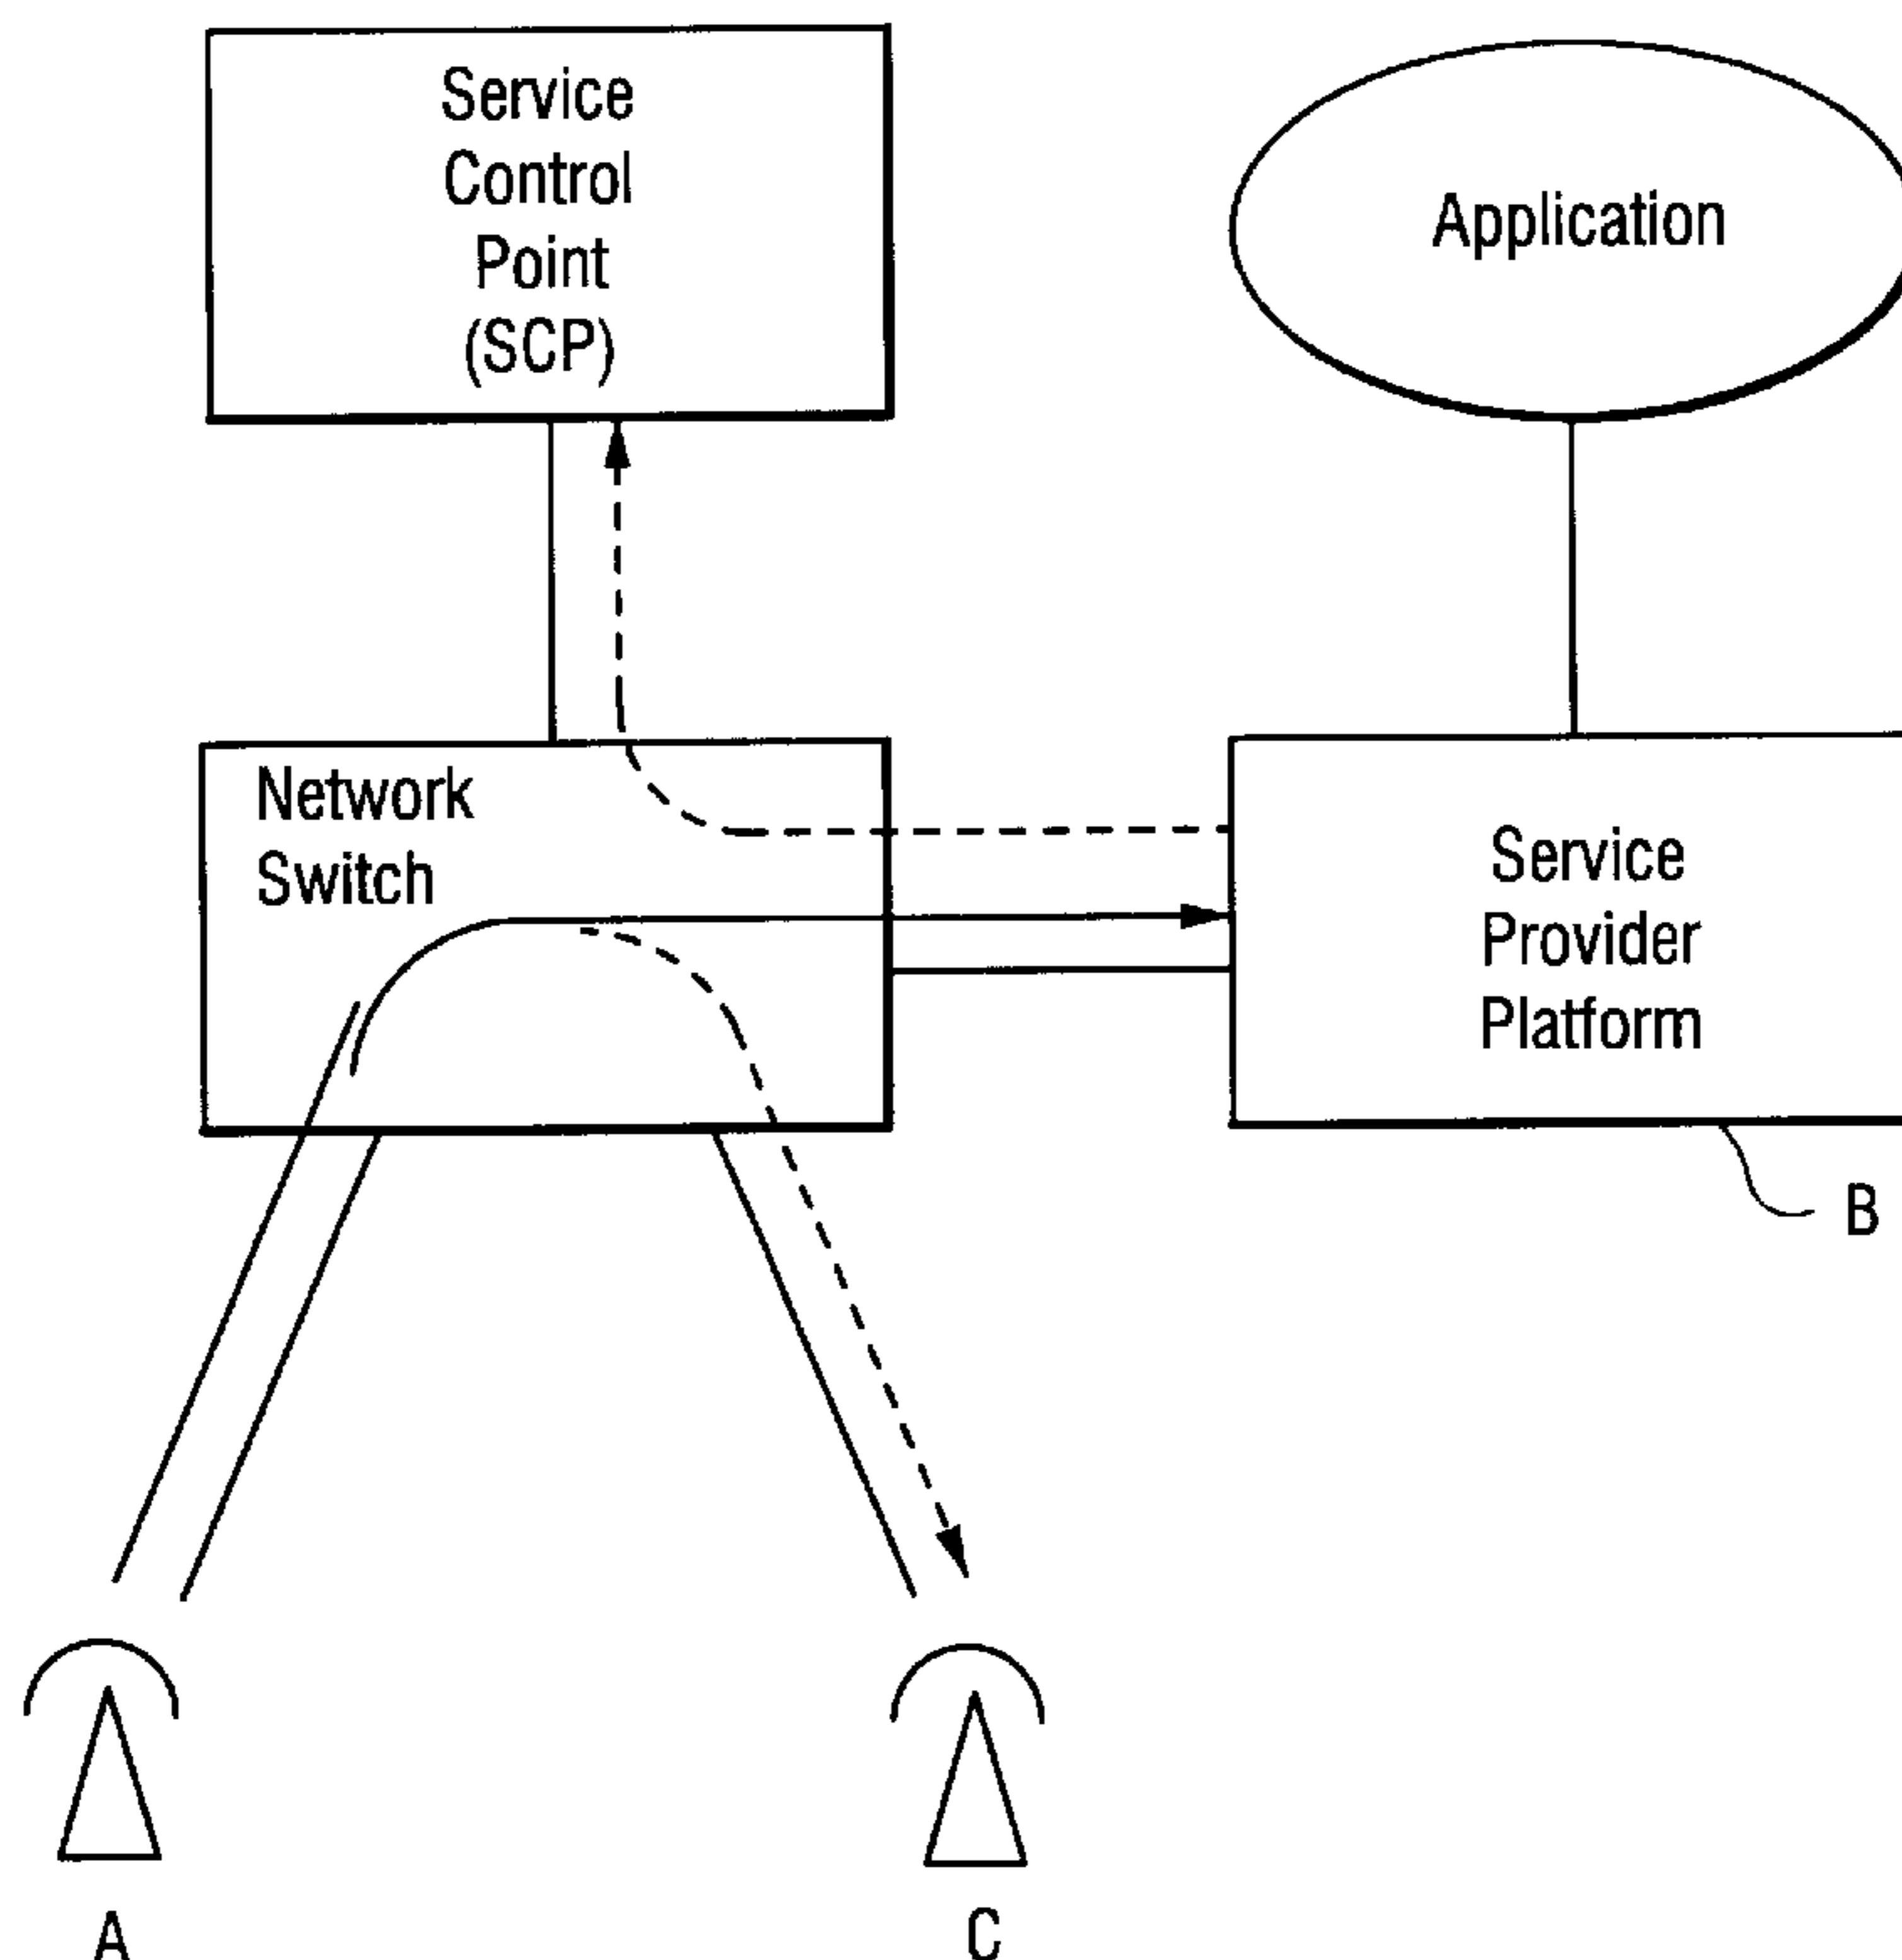 Service
Control
Point
(SCP)
Application
Network
Switch
Service
Provider
Platform
B
A
C